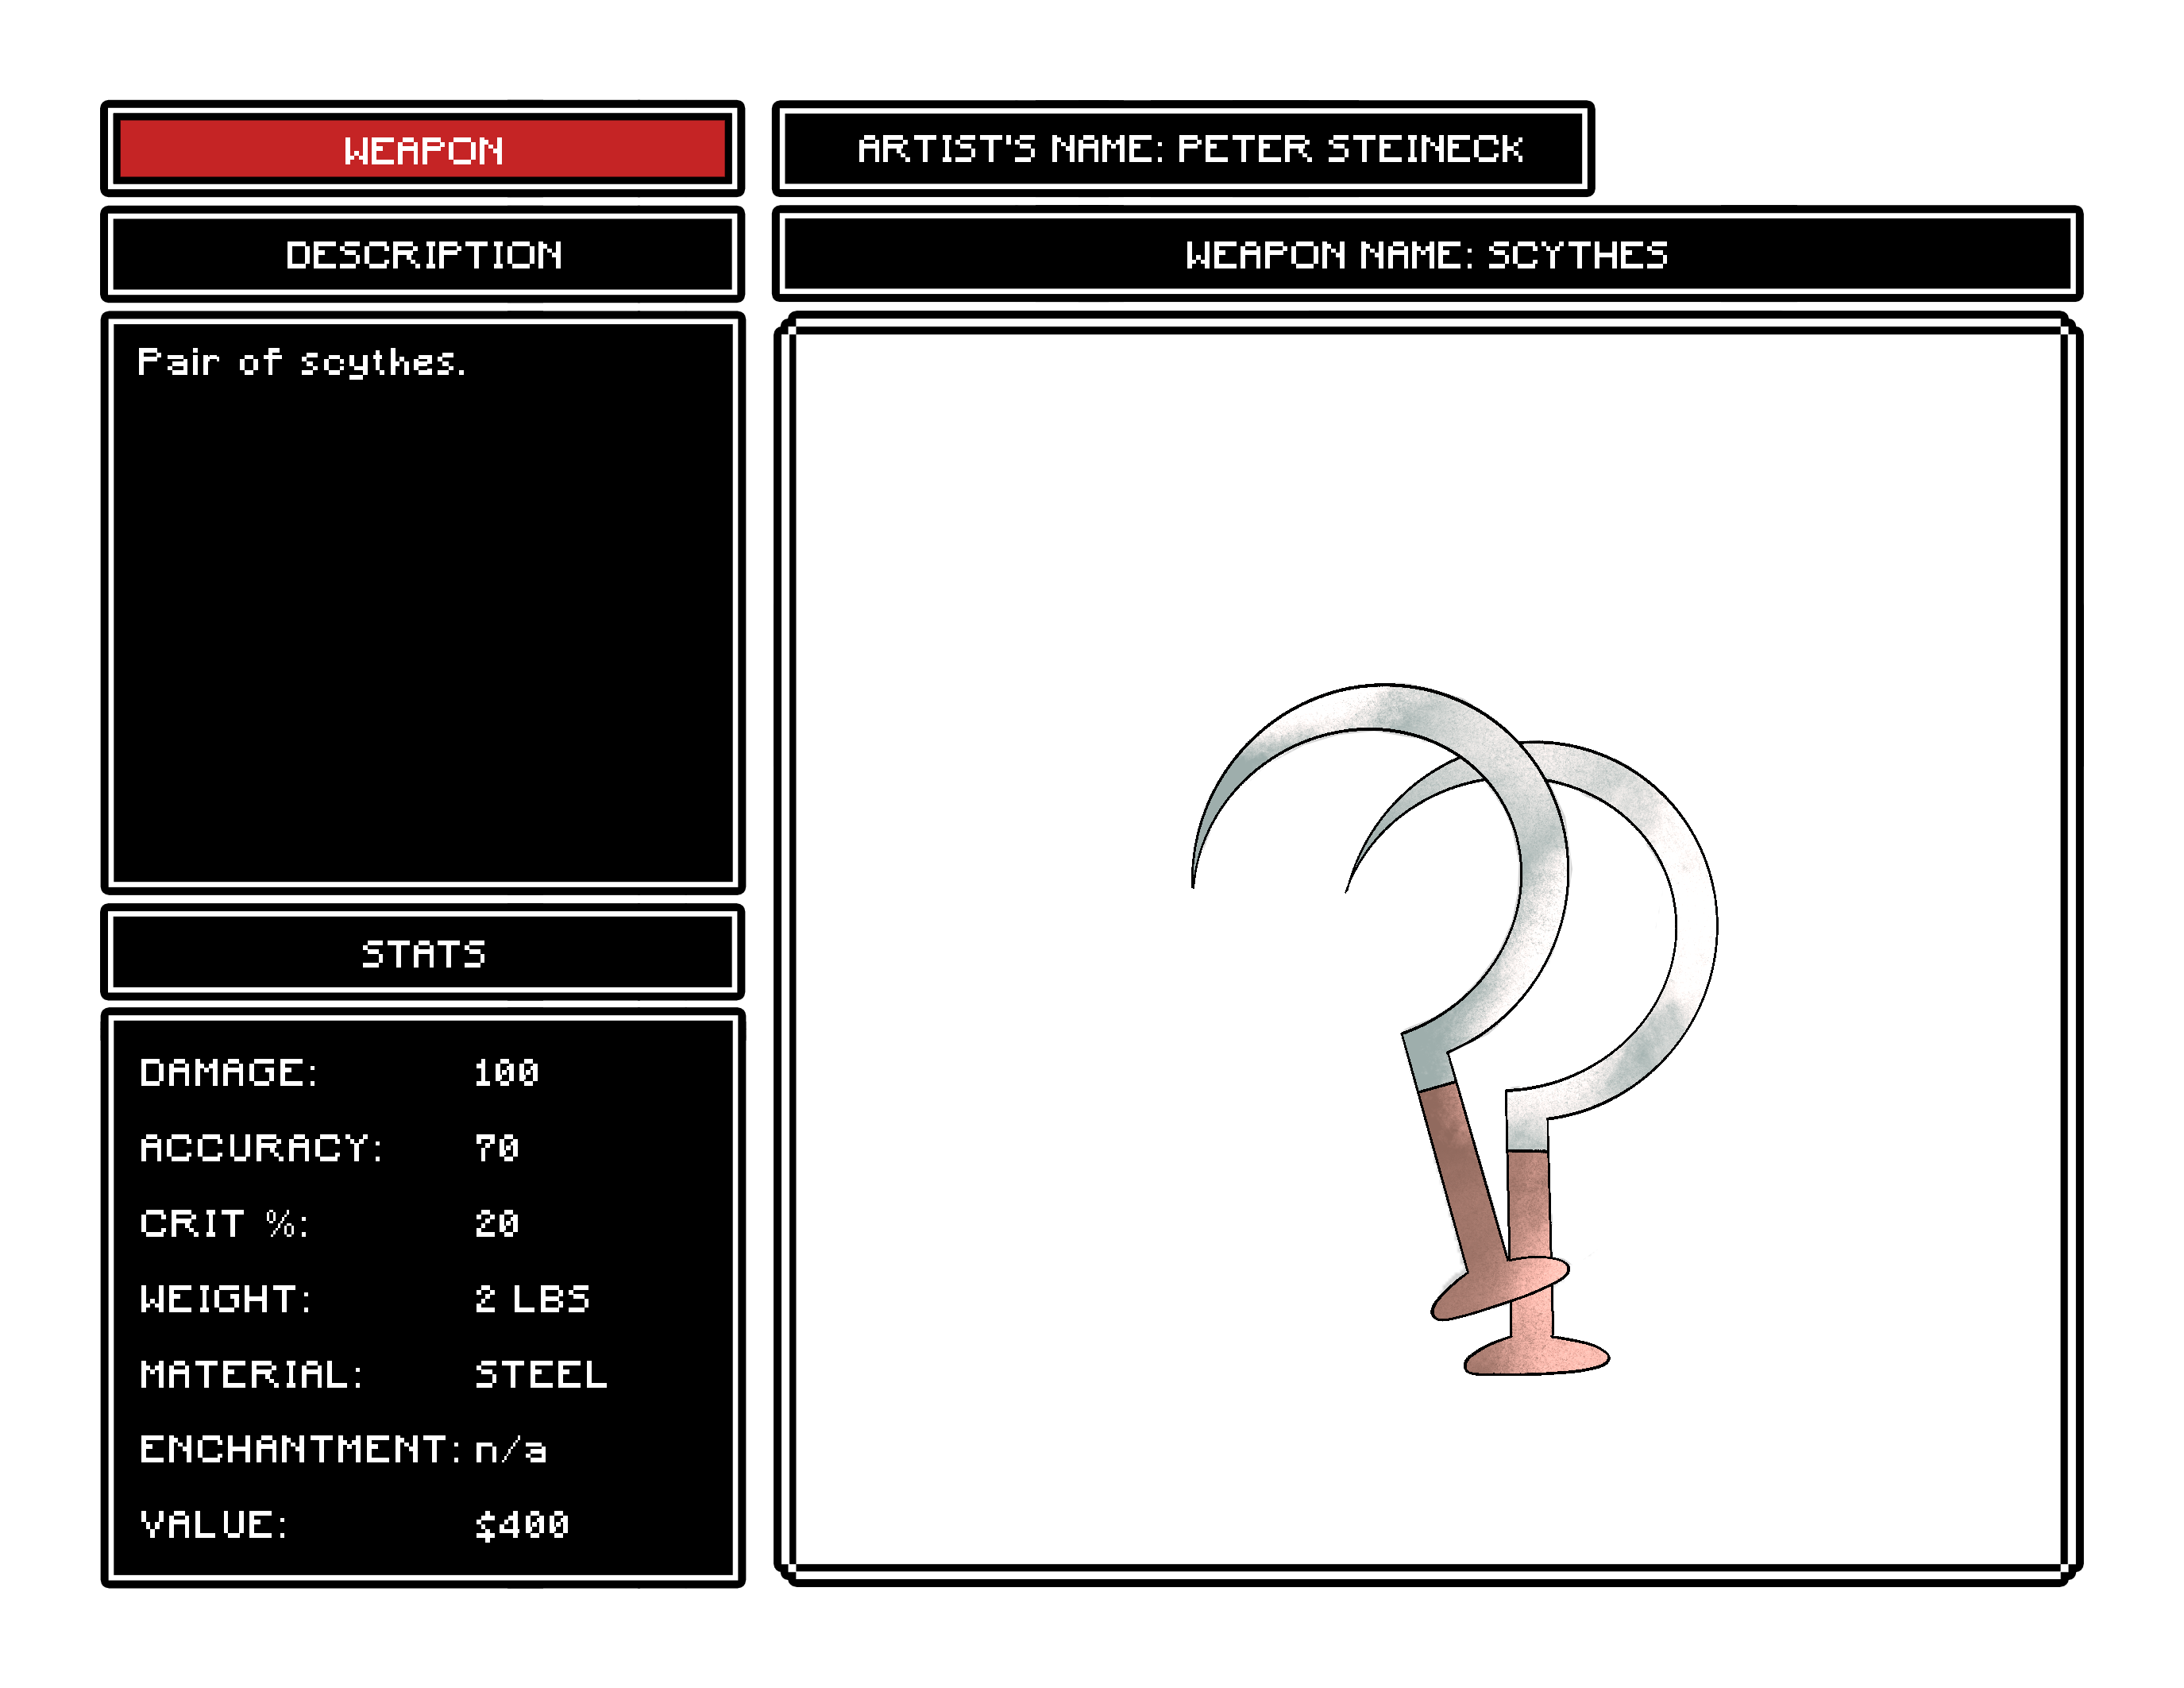 WEAPON
ARTIST'S NAME: PETER STEINECK
DESCRIPTION
WEAPON NAME: SCYTHES
Pair of scythes.
STATS
DAMAGE: 100
ACCURACY: 70
CRIT %: 20
WEIGHT: 2 LBS
MATERIAL: STEEL
ENCHANTMENT: n/a
VALUE: $400